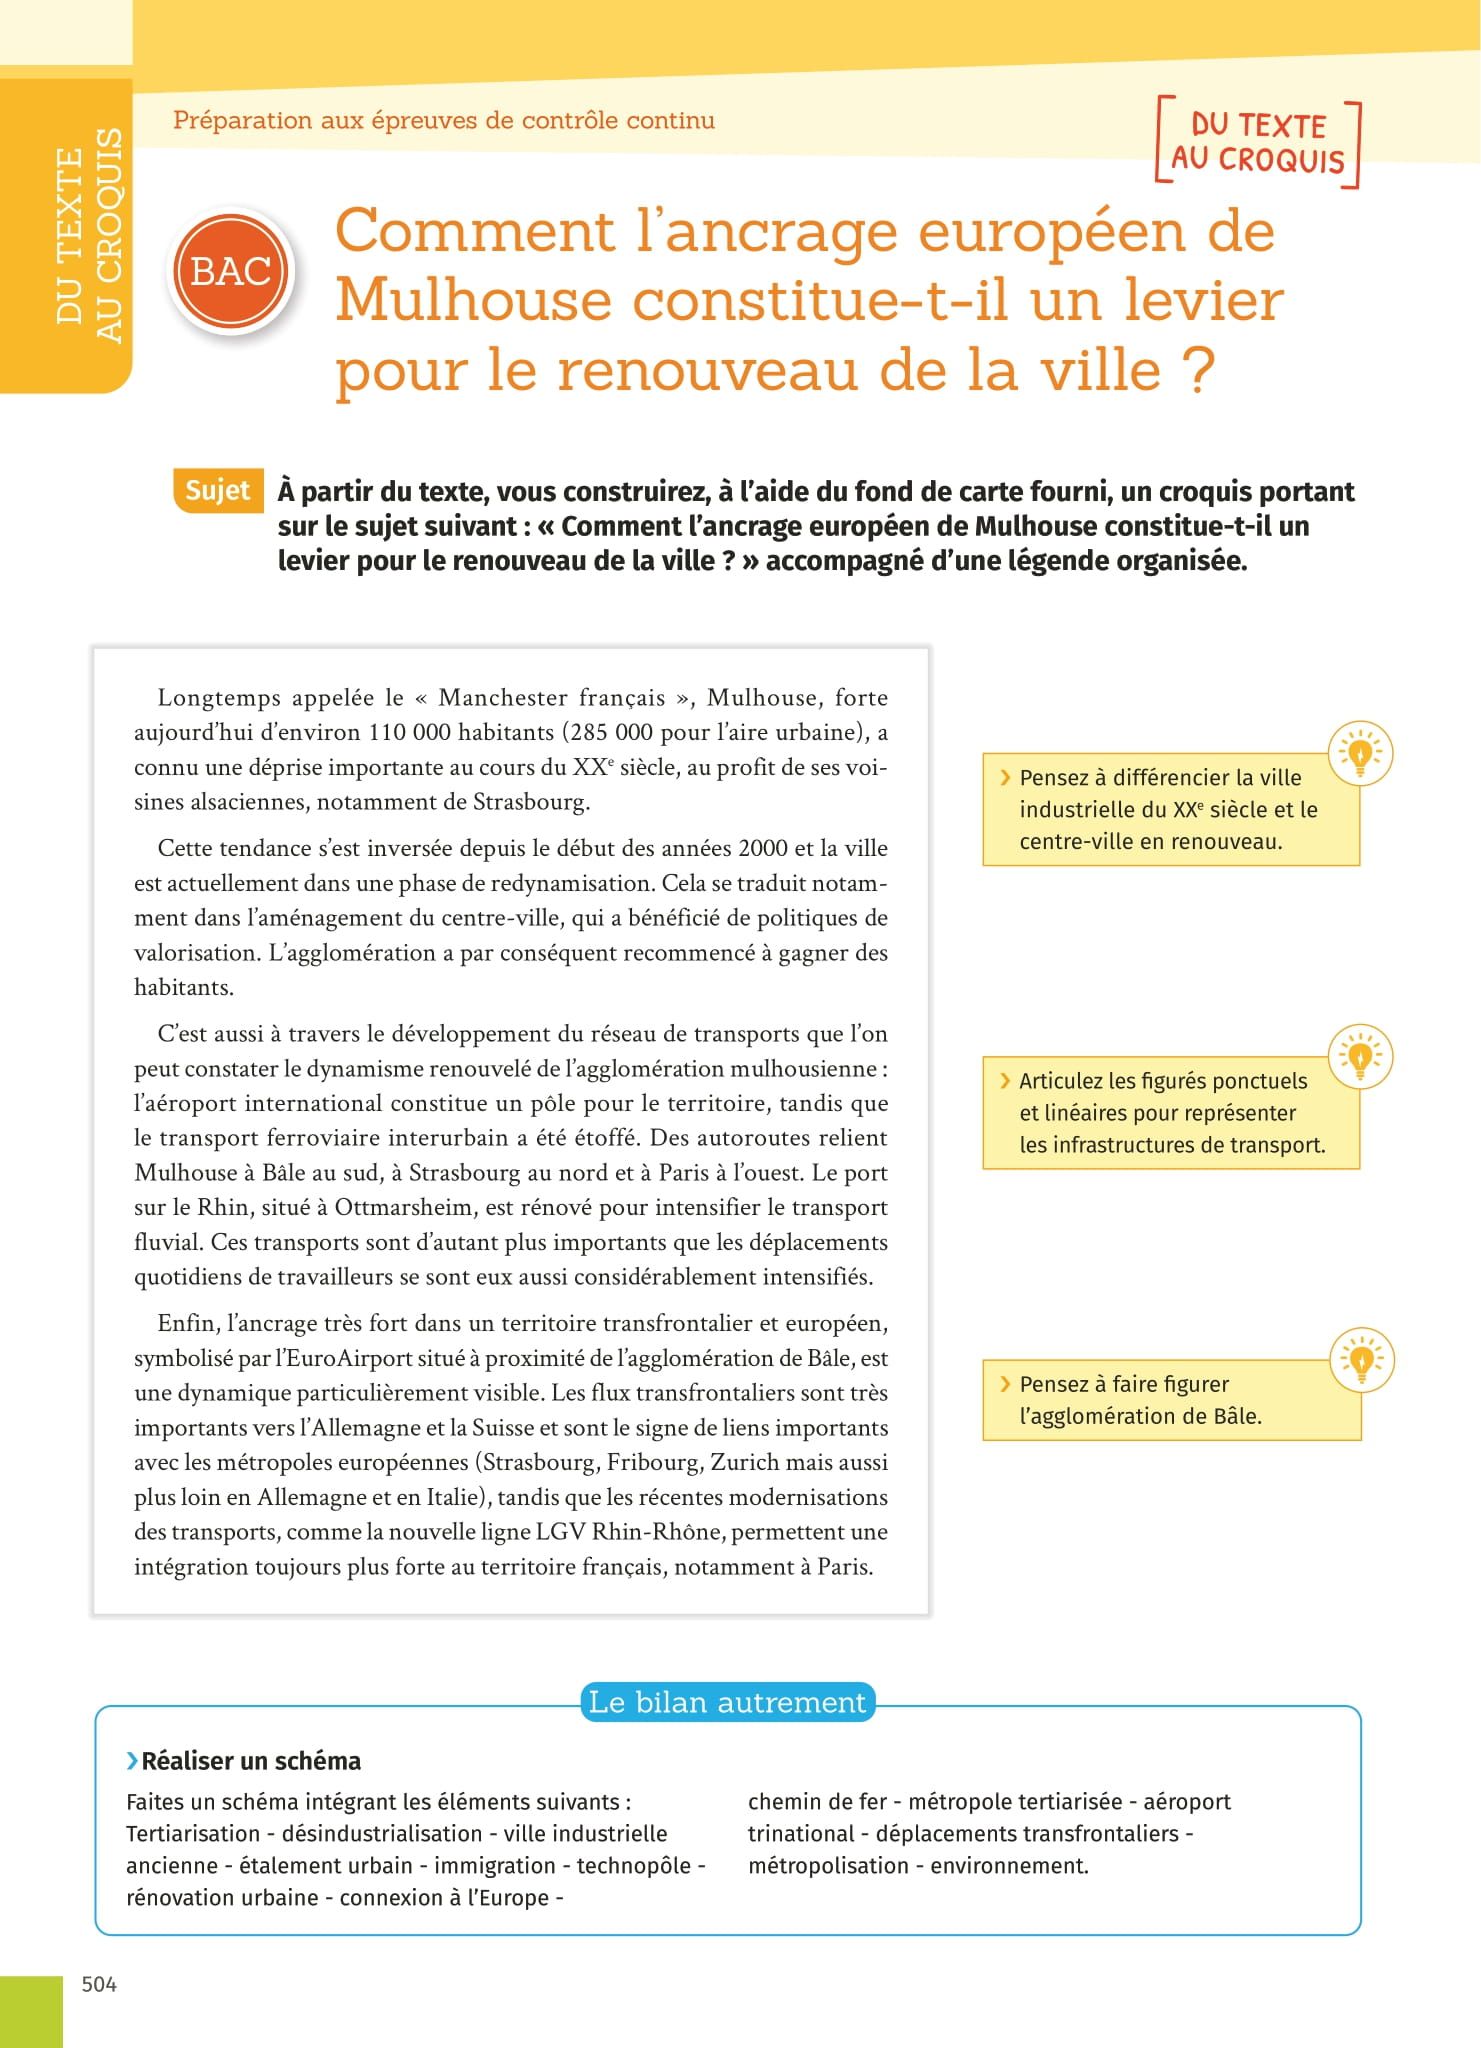 DU TEXTE
AU CROQUIS
Préparation aux épreuves de contrôle continu
DU TEXTE
AU CROQUIS
BAC
Comment l'ancrage européen de
Mulhouse constitue-t-il un levier
pour le renouveau de la ville ?
Sujet
À partir du texte, vous construirez, à l'aide du fond de carte fourni, un croquis portant
sur le sujet suivant : « Comment l'ancrage européen de Mulhouse constitue-t-il un
levier pour le renouveau de la ville ? » accompagné d'une légende organisée.
Longtemps appelée le « Manchester français », Mulhouse, forte
aujourd'hui d'environ 110 000 habitants (285 000 pour l'aire urbaine), a
connu une déprise importante au cours du XXe siècle, au profit de ses voi-
sines alsaciennes, notamment de Strasbourg.
Cette tendance s'est inversée depuis le début des années 2000 et la ville
est actuellement dans une phase de redynamisation. Cela se traduit notam-
ment dans l'aménagement du centre-ville, qui a bénéficié de politiques de
valorisation. L'agglomération a par conséquent recommencé à gagner des
habitants.
C'est aussi à travers le développement du réseau de transports que l'on
peut constater le dynamisme renouvelé de l'agglomération mulhousienne :
l'aéroport international constitue un pôle pour le territoire, tandis que
le transport ferroviaire interurbain a été étoffé. Des autoroutes relient
Mulhouse à Bâle au sud, à Strasbourg au nord et à Paris à l'ouest. Le port
sur le Rhin, situé à Ottmarsheim, est rénové pour intensifier le transport
fluvial. Ces transports sont d'autant plus importants que les déplacements
quotidiens de travailleurs se sont eux aussi considérablement intensifiés.
Enfin, l'ancrage très fort dans un territoire transfrontalier et européen,
symbolisé par l'EuroAirport situé à proximité de l'agglomération de Bâle, est
une dynamique particulièrement visible. Les flux transfrontaliers sont très
importants vers l'Allemagne et la Suisse et sont le signe de liens importants
avec les métropoles européennes (Strasbourg, Fribourg, Zurich mais aussi
plus loin en Allemagne et en Italie), tandis que les récentes modernisations
des transports, comme la nouvelle ligne LGV Rhin-Rhône, permettent une
intégration toujours plus forte au territoire français, notamment à Paris.
› Pensez à différencier la ville
industrielle du XXe siècle et le
centre-ville en renouveau.
› Articulez les figurés ponctuels
et linéaires pour représenter
les infrastructures de transport.
› Pensez à faire figurer
l'agglomération de Bâle.
Le bilan autrement
› Réaliser un schéma
Faites un schéma intégrant les éléments suivants :
Tertiarisation - désindustrialisation - ville industrielle
ancienne - étalement urbain - immigration - technopôle -
rénovation urbaine - connexion à l'Europe -
chemin de fer - métropole tertiarisée - aéroport
trinational - déplacements transfrontaliers -
métropolisation - environnement.
504